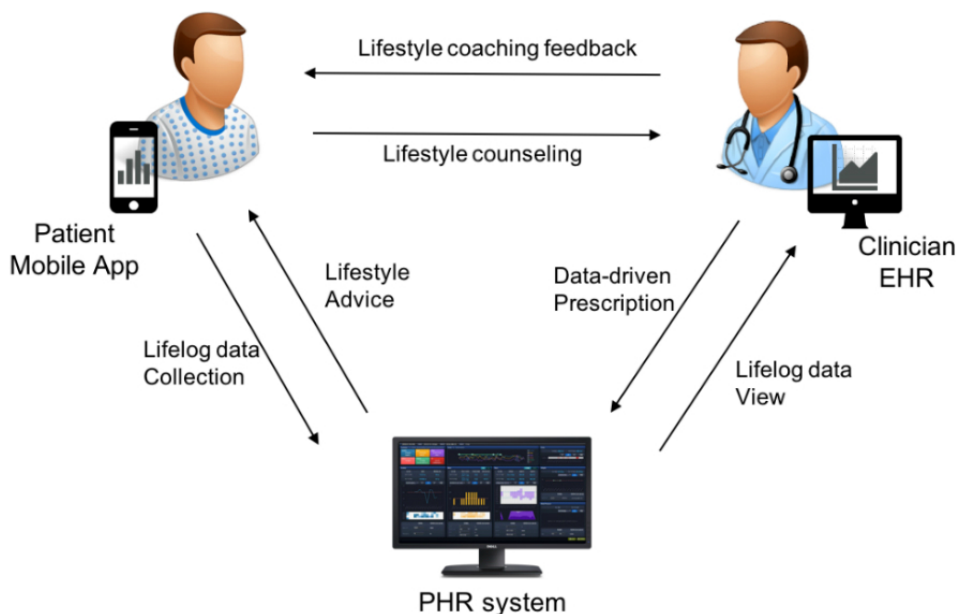 Lifestyle coaching feedback
Lifestyle counseling
Patient
Mobile App
Clinician
EHR
Lifestyle
Advice
Data-driven
Prescription
Lifelog data
Collection
Lifelog data
View
DELL
PHR system